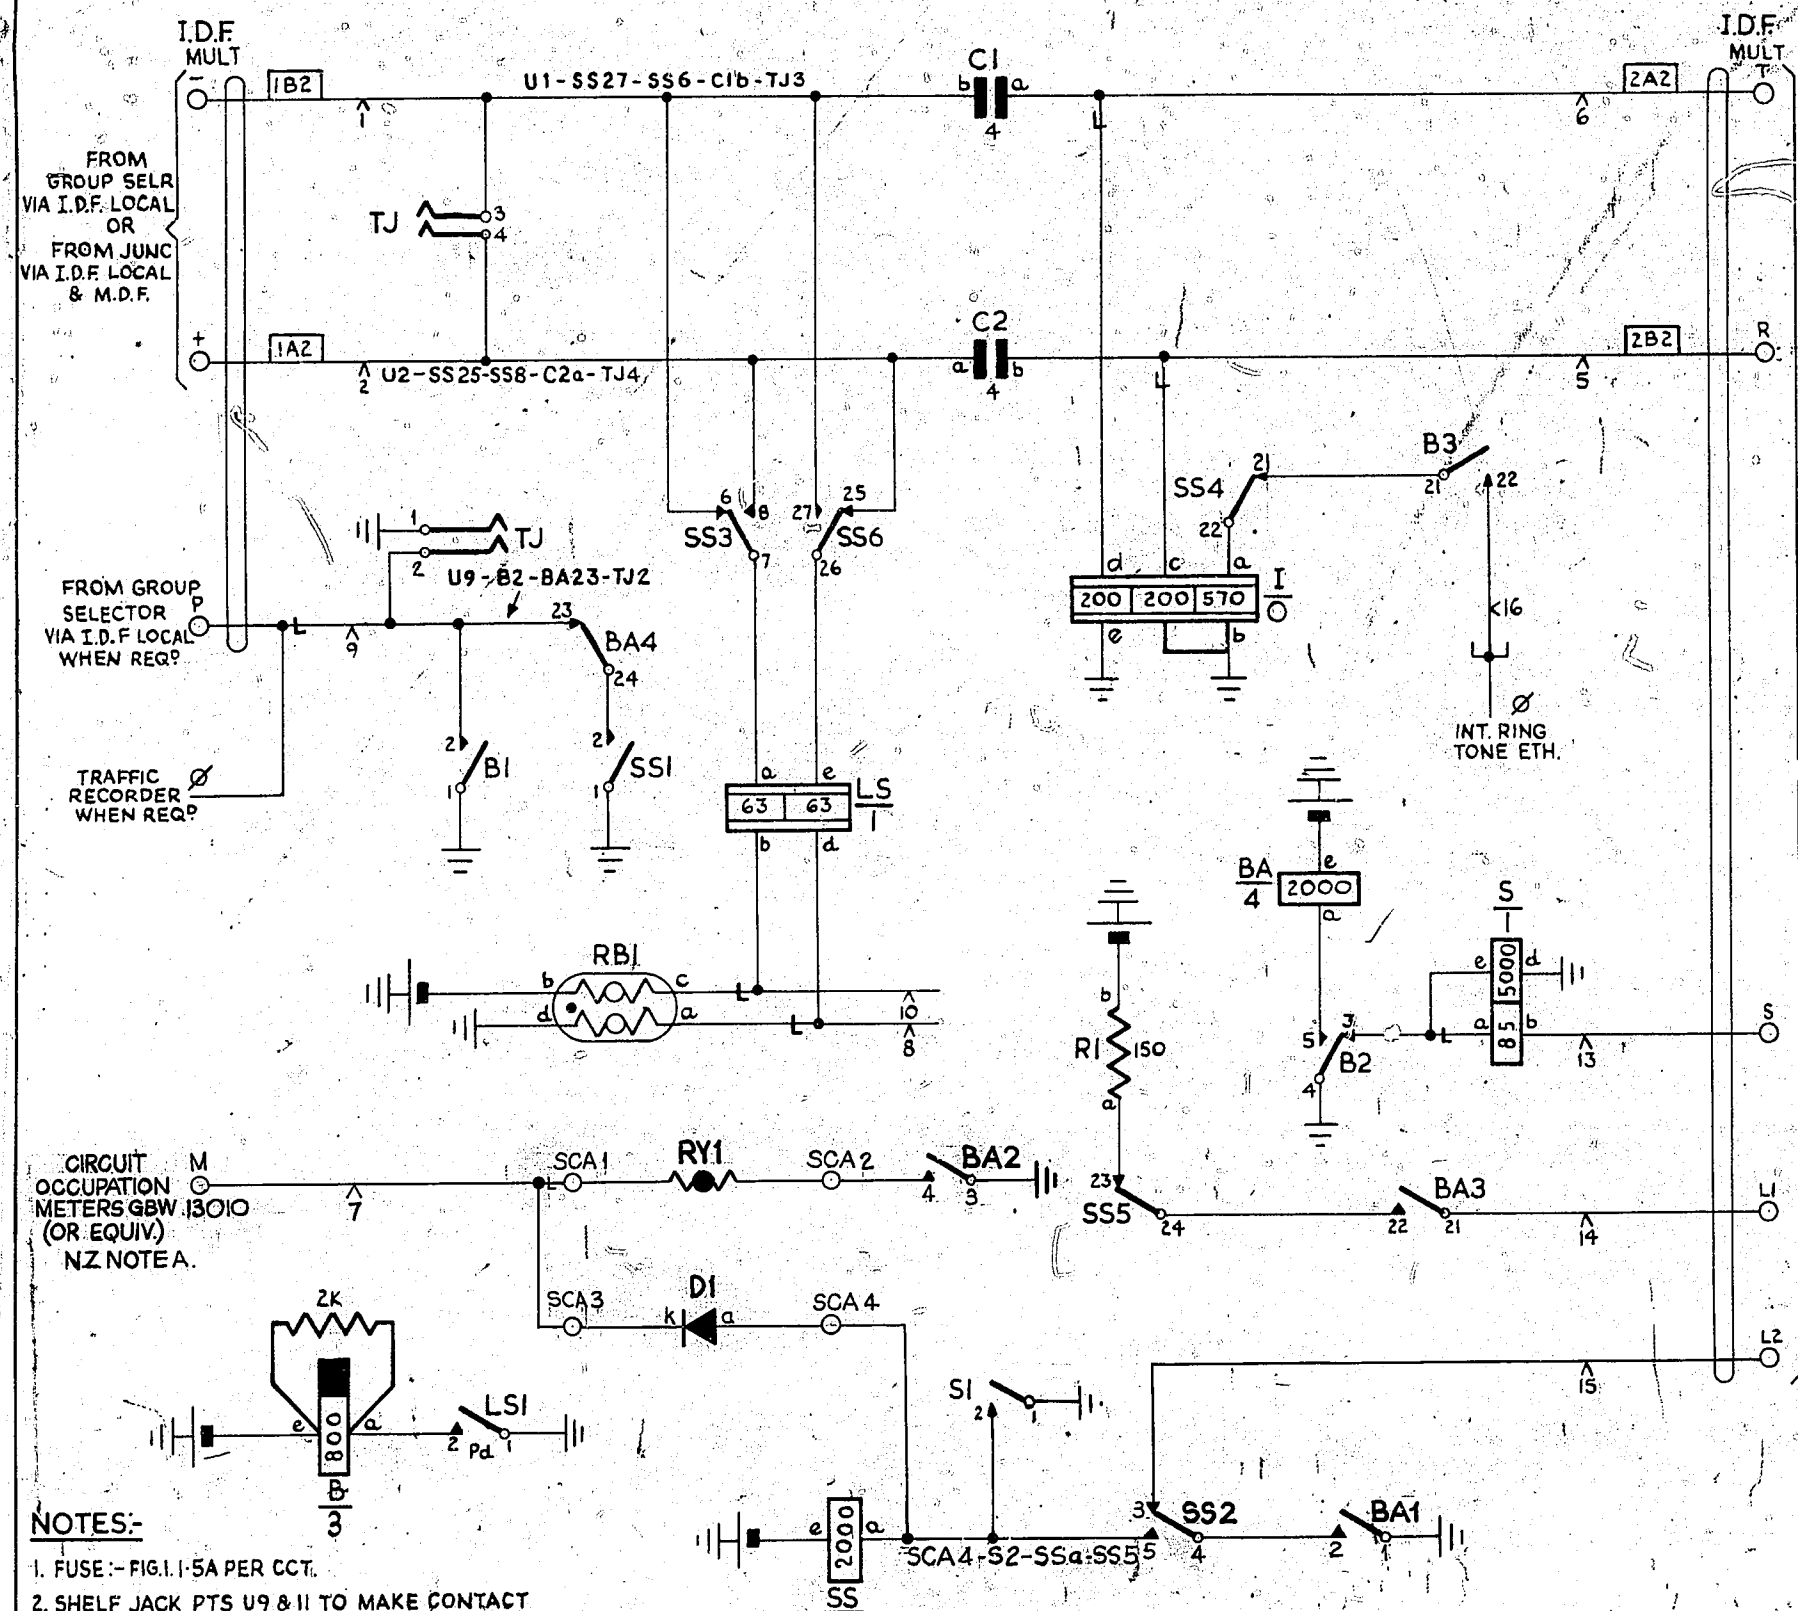 I.D.F.
MULT
-
1B2
1
U1-SS27-SS6-C1b-TJ3
C1
b
a
4
L
6
2A2
I.D.F.
MULT
T
FROM
GROUP SELR
VIA I.D.F. LOCAL
OR
FROM JUNC
VIA I.D.F. LOCAL
& M.D.F.
TJ
3
4
+
1A2
2
U2-SS25-SS8-C2a-TJ4
C2
a
b
4
L
5
2B2
R
6
8
27
25
SS3
SS6
7
26
SS4
21
22
B3
21
22
1
TJ
2
U9-B2-BA23-TJ2
FROM GROUP
SELECTOR
VIA I.D.F LOCAL
WHEN REQD
P
L
9
23
BA4
24
d
c
a
200
200
570
I
O
e
b
<16
Ø
INT. RING
TONE ETH.
2
B1
1
2
SS1
1
TRAFFIC
RECORDER
WHEN REQD
Ø
a
e
63
63
LS
1
b
d
e
BA
4
2000
a
S
1
e
5000
d
a
85
b
L
13
S
RB1
b
c
d
a
L
10
L
8
b
R1
150
a
5
3
B2
4
CIRCUIT
OCCUPATION
METERS GBW.13010
(OR EQUIV.)
N.Z NOTE A.
M
7
L
SCA1
RY1
SCA2
4
BA2
3
23
SS5
24
BA3
22
21
14
L1
SCA3
k
D1
a
SCA4
L2
15
2K
e
800
a
B
3
LS1
2
Pd
1
S1
2
1
e
2000
a
SS
SCA4-S2-SSa-SS5
3
5
SS2
4
BA1
2
1
NOTES:-
1. FUSE:- FIG.1. 1·5A PER CCT.
2. SHELF JACK PTS U9 & 11 TO MAKE CONTACT